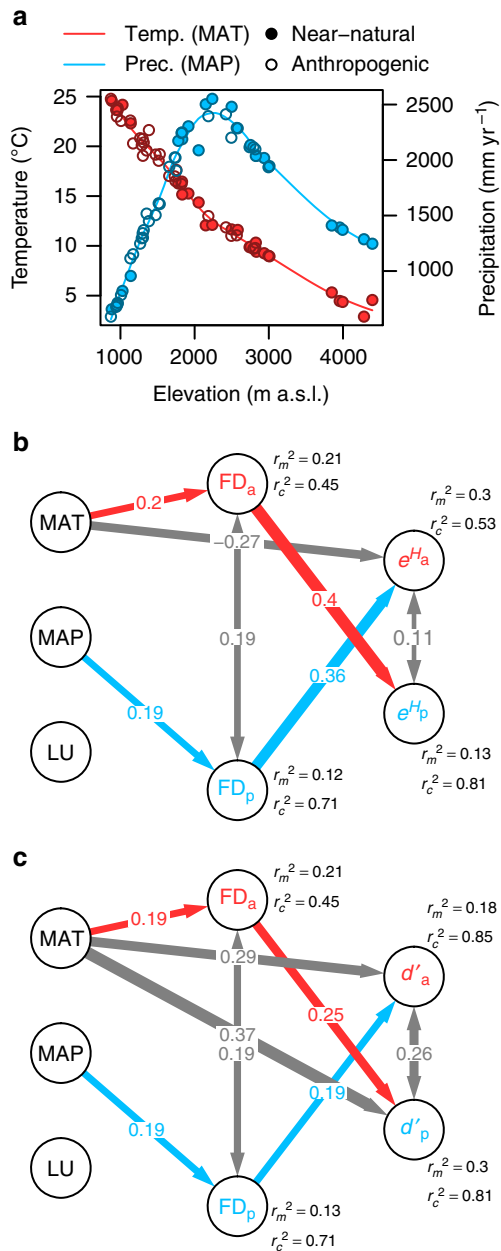 a
Temp. (MAT) Near−natural
Prec. (MAP) Anthropogenic
25
20
15
10
5
Temperature (°C)
2500
2000
1500
1000
Precipitation (mm yr⁻¹)
1000 2000 3000 4000
Elevation (m a.s.l.)
b
MAT
MAP
LU
FDa
rm² = 0.21
rc² = 0.45
rm² = 0.3
rc² = 0.53
e^Ha
0.2
−0.27
0.4
0.19
0.11
0.36
0.19
e^Hp
rm² = 0.13
rc² = 0.81
FDp
rm² = 0.12
rc² = 0.71
c
MAT
MAP
LU
FDa
rm² = 0.21
rc² = 0.45
rm² = 0.18
rc² = 0.85
d′a
0.19
0.29
0.25
0.37
0.19
0.26
0.19
0.19
d′p
rm² = 0.3
rc² = 0.81
FDp
rm² = 0.13
rc² = 0.71